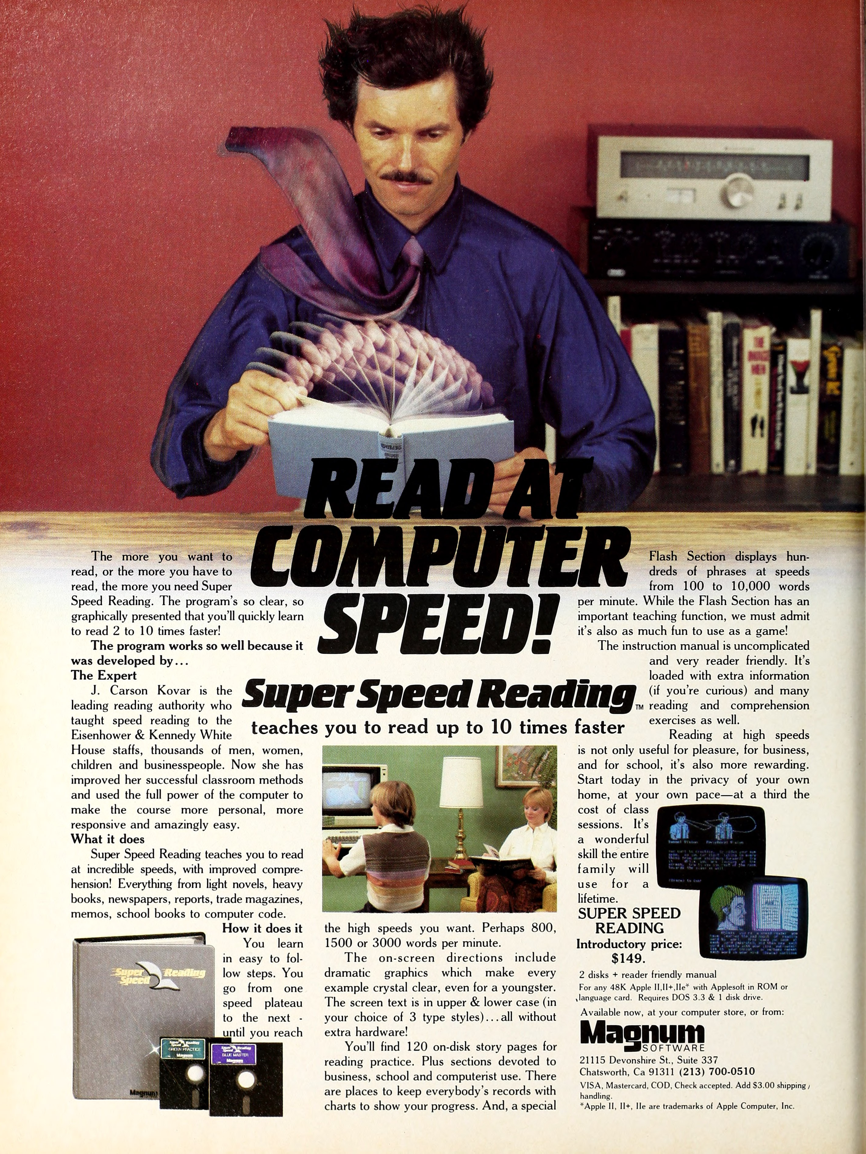 THE
IMAGE
MEN
READ AT
COMPUTER
SPEED!
Super Speed Reading™
teaches you to read up to 10 times faster
The more you want to
read, or the more you have to
read, the more you need Super
Speed Reading. The program's so clear, so
graphically presented that you'll quickly learn
to read 2 to 10 times faster!
The program works so well because it
was developed by...
The Expert
J. Carson Kovar is the
leading reading authority who
taught speed reading to the
Eisenhower & Kennedy White
House staffs, thousands of men, women,
children and businesspeople. Now she has
improved her successful classroom methods
and used the full power of the computer to
make the course more personal, more
responsive and amazingly easy.
What it does
Super Speed Reading teaches you to read
at incredible speeds, with improved compre-
hension! Everything from light novels, heavy
books, newspapers, reports, trade magazines,
memos, school books to computer code.
How it does it
You learn
in easy to fol-
low steps. You
go from one
speed plateau
to the next -
until you reach
Super Speed Reading
Magnum
GREEN PRACTICE
BLUE MASTER
the high speeds you want. Perhaps 800,
1500 or 3000 words per minute.
The on-screen directions include
dramatic graphics which make every
example crystal clear, even for a youngster.
The screen text is in upper & lower case (in
your choice of 3 type styles)...all without
extra hardware!
You'll find 120 on-disk story pages for
reading practice. Plus sections devoted to
business, school and computerist use. There
are places to keep everybody's records with
charts to show your progress. And, a special
Flash Section displays hun-
dreds of phrases at speeds
from 100 to 10,000 words
per minute. While the Flash Section has an
important teaching function, we must admit
it's also as much fun to use as a game!
The instruction manual is uncomplicated
and very reader friendly. It's
loaded with extra information
(if you're curious) and many
reading and comprehension
exercises as well.
Reading at high speeds
is not only useful for pleasure, for business,
and for school, it's also more rewarding.
Start today in the privacy of your own
home, at your own pace—at a third the
cost of class
sessions. It's
a wonderful
skill the entire
family will
use for a
lifetime.
SUPER SPEED
READING
Introductory price:
$149.
2 disks + reader friendly manual
For any 48K Apple II,II+,IIe* with Applesoft in ROM or
language card. Requires DOS 3.3 & 1 disk drive.
Available now, at your computer store, or from:
Magnum
SOFTWARE
21115 Devonshire St., Suite 337
Chatsworth, Ca 91311 (213) 700-0510
VISA, Mastercard, COD, Check accepted. Add $3.00 shipping /
handling.
*Apple II, II+, IIe are trademarks of Apple Computer, Inc.